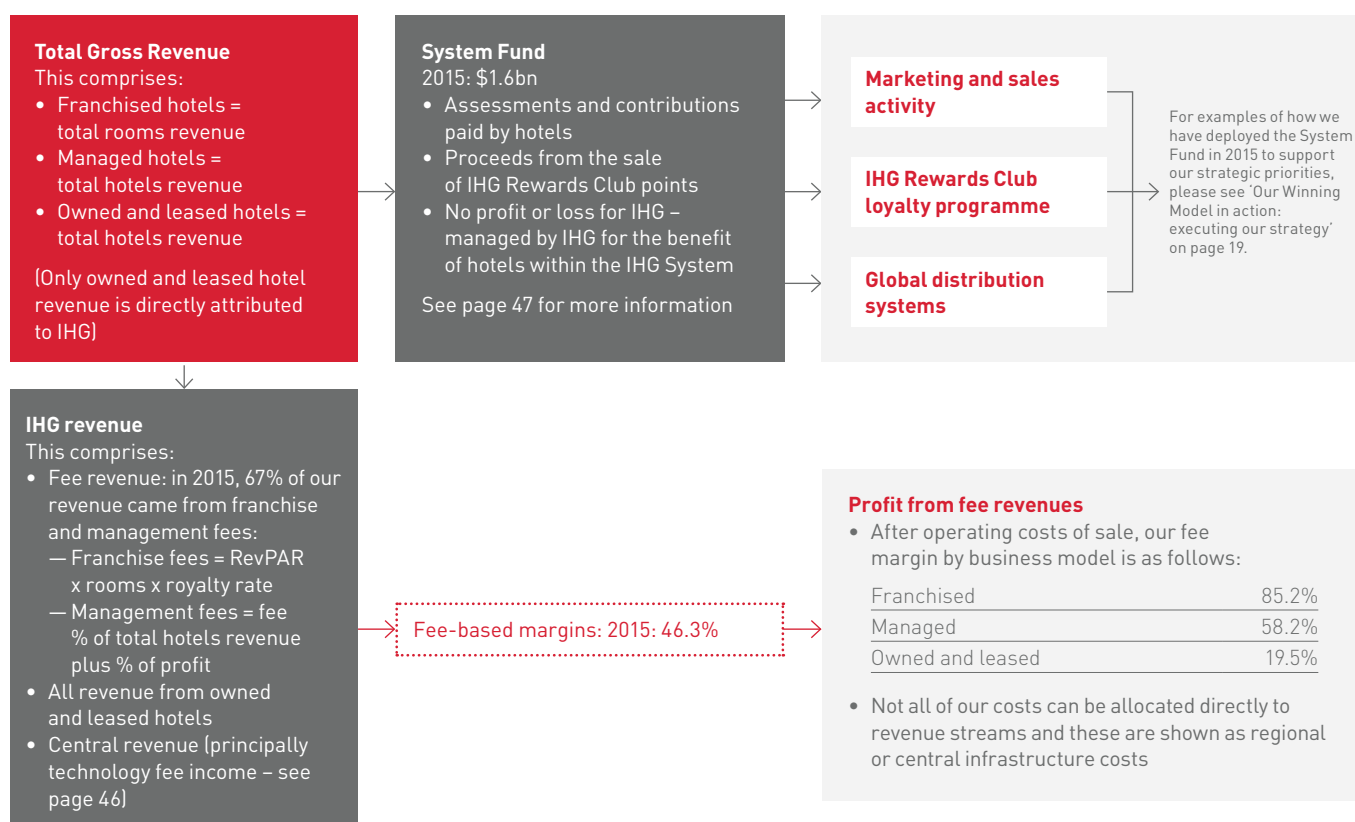 Total Gross Revenue
This comprises:
• Franchised hotels =
total rooms revenue
• Managed hotels =
total hotels revenue
• Owned and leased hotels =
total hotels revenue
(Only owned and leased hotel
revenue is directly attributed
to IHG)
System Fund
2015: $1.6bn
• Assessments and contributions
paid by hotels
• Proceeds from the sale
of IHG Rewards Club points
• No profit or loss for IHG –
managed by IHG for the benefit
of hotels within the IHG System
See page 47 for more information
Marketing and sales
activity
IHG Rewards Club
loyalty programme
Global distribution
systems
For examples of how we
have deployed the System
Fund in 2015 to support
our strategic priorities,
please see ‘Our Winning
Model in action:
executing our strategy’
on page 19.
IHG revenue
This comprises:
• Fee revenue: in 2015, 67% of our
revenue came from franchise
and management fees:
— Franchise fees = RevPAR
x rooms x royalty rate
— Management fees = fee
% of total hotels revenue
plus % of profit
• All revenue from owned
and leased hotels
• Central revenue (principally
technology fee income – see
page 46)
Fee-based margins: 2015: 46.3%
Profit from fee revenues
• After operating costs of sale, our fee
margin by business model is as follows:
Franchised 85.2%
Managed 58.2%
Owned and leased 19.5%
• Not all of our costs can be allocated directly to
revenue streams and these are shown as regional
or central infrastructure costs